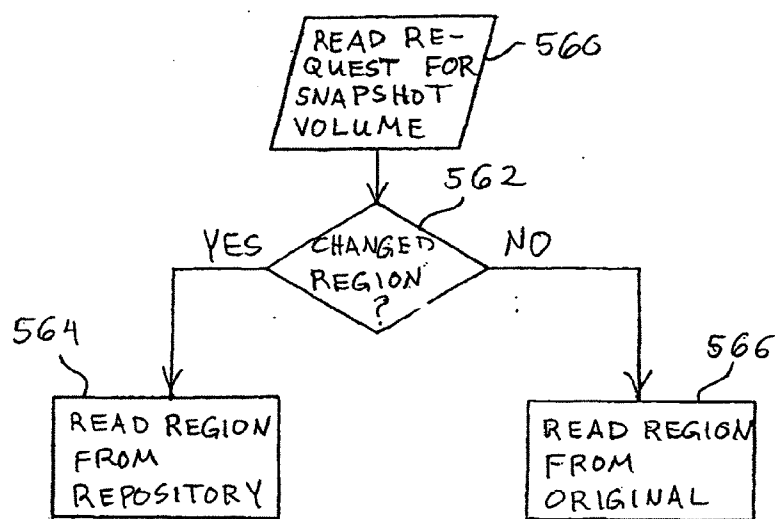 READ RE-
QUEST FOR
SNAPSHOT
VOLUME
560
562
YES
CHANGED
REGION
?
NO
564
READ REGION
FROM
REPOSITORY
566
READ REGION
FROM
ORIGINAL